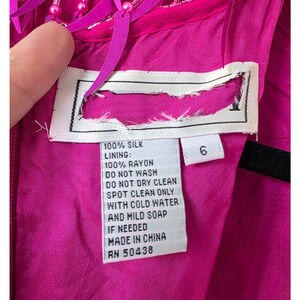 100% SILK
LINING:
100% RAYON
DO NOT WASH
DO NOT DRY CLEAN
SPOT CLEAN ONLY
WITH COLD WATER
AND MILD SOAP
IF NEEDED
MADE IN CHINA
RN 50438
6